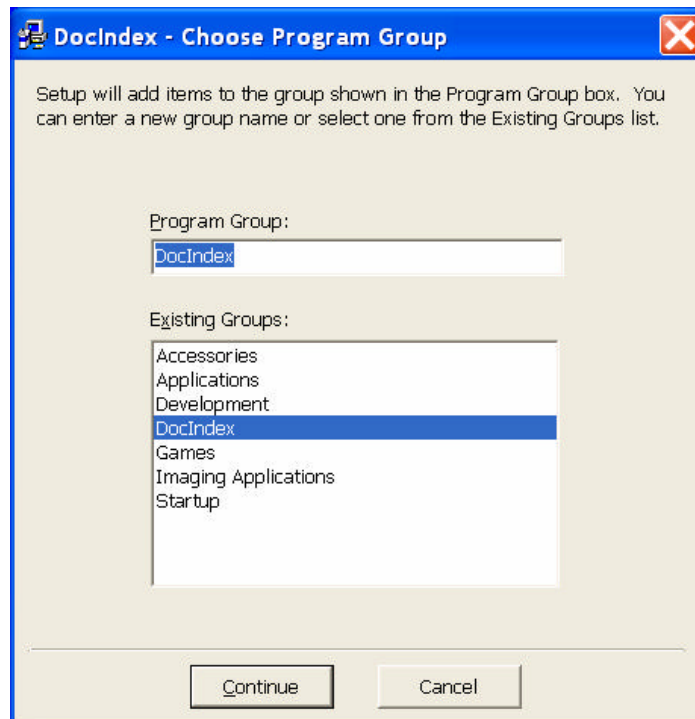 DocIndex - Choose Program Group
Setup will add items to the group shown in the Program Group box.  You
can enter a new group name or select one from the Existing Groups list.
Program Group:
DocIndex
Existing Groups:
Accessories
Applications
Development
DocIndex
Games
Imaging Applications
Startup
Continue
Cancel